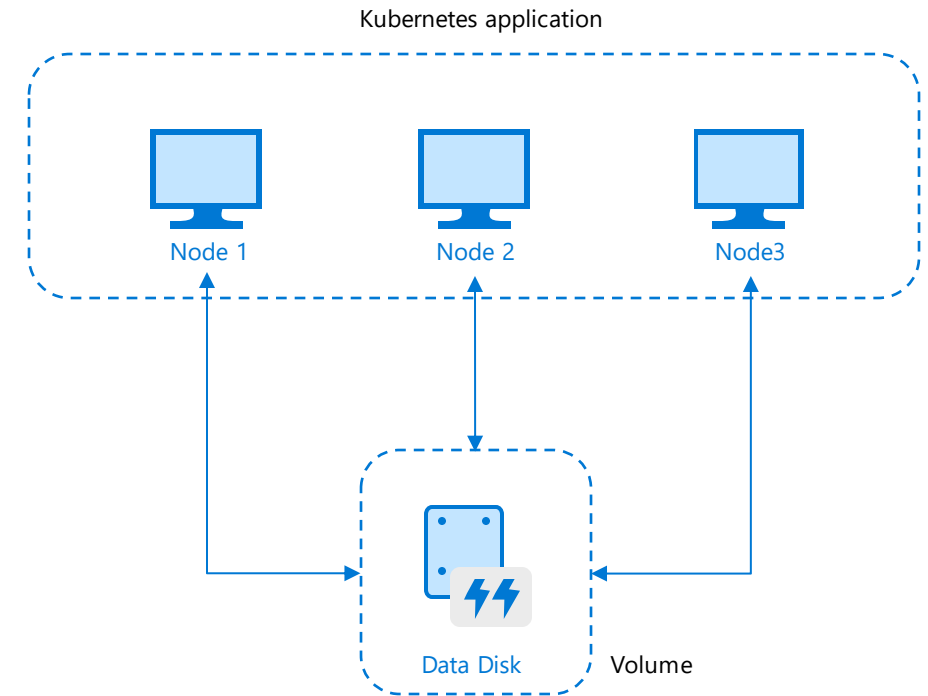 Kubernetes application
Node 1
Node 2
Node3
Data Disk
Volume